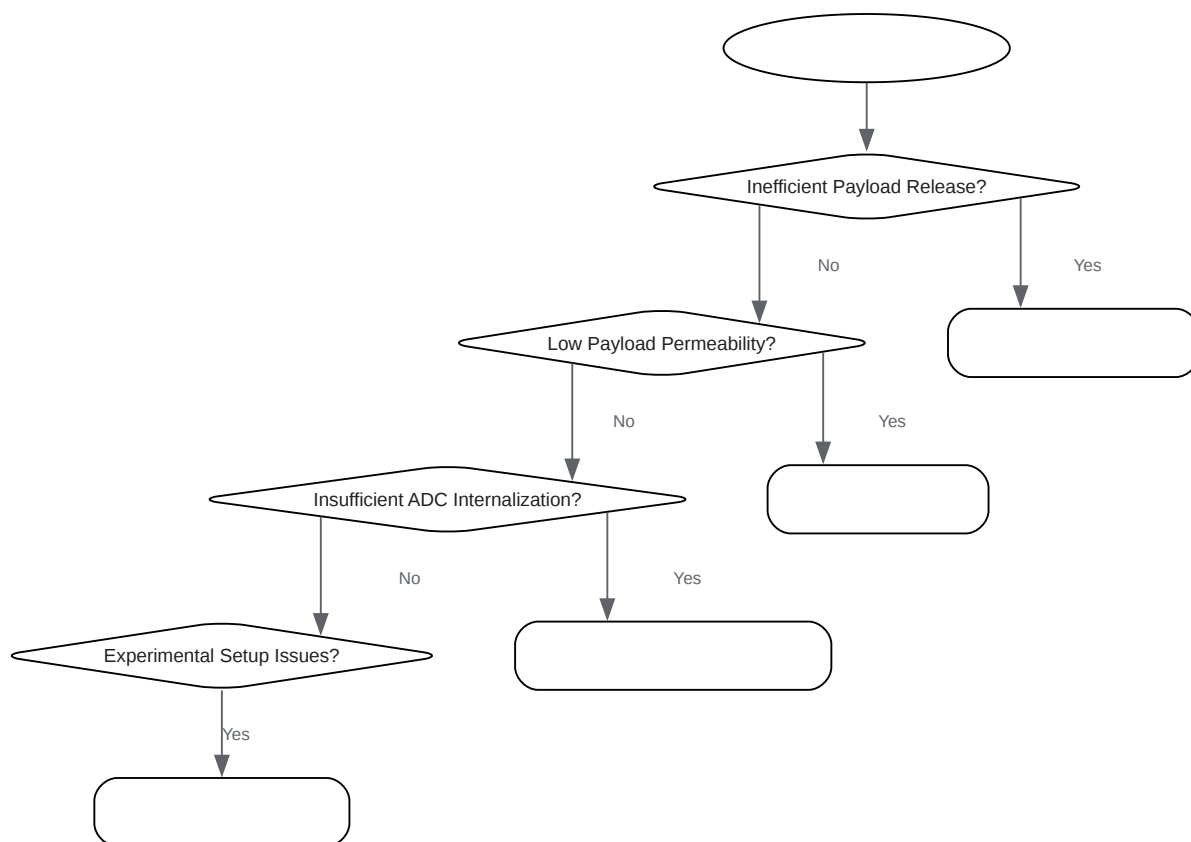 Inefficient Payload Release?
No
Yes
Low Payload Permeability?
No
Yes
Insufficient ADC Internalization?
No
Yes
Experimental Setup Issues?
Yes